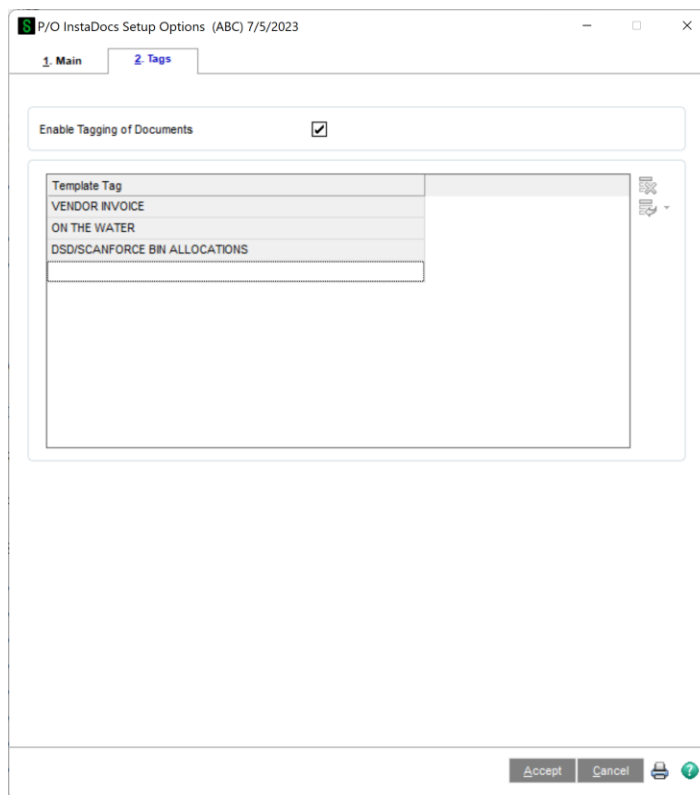 P/O InstaDocs Setup Options (ABC) 7/5/2023
1. Main
2. Tags
Enable Tagging of Documents
Template Tag
VENDOR INVOICE
ON THE WATER
DSD/SCANFORCE BIN ALLOCATIONS
Accept
Cancel